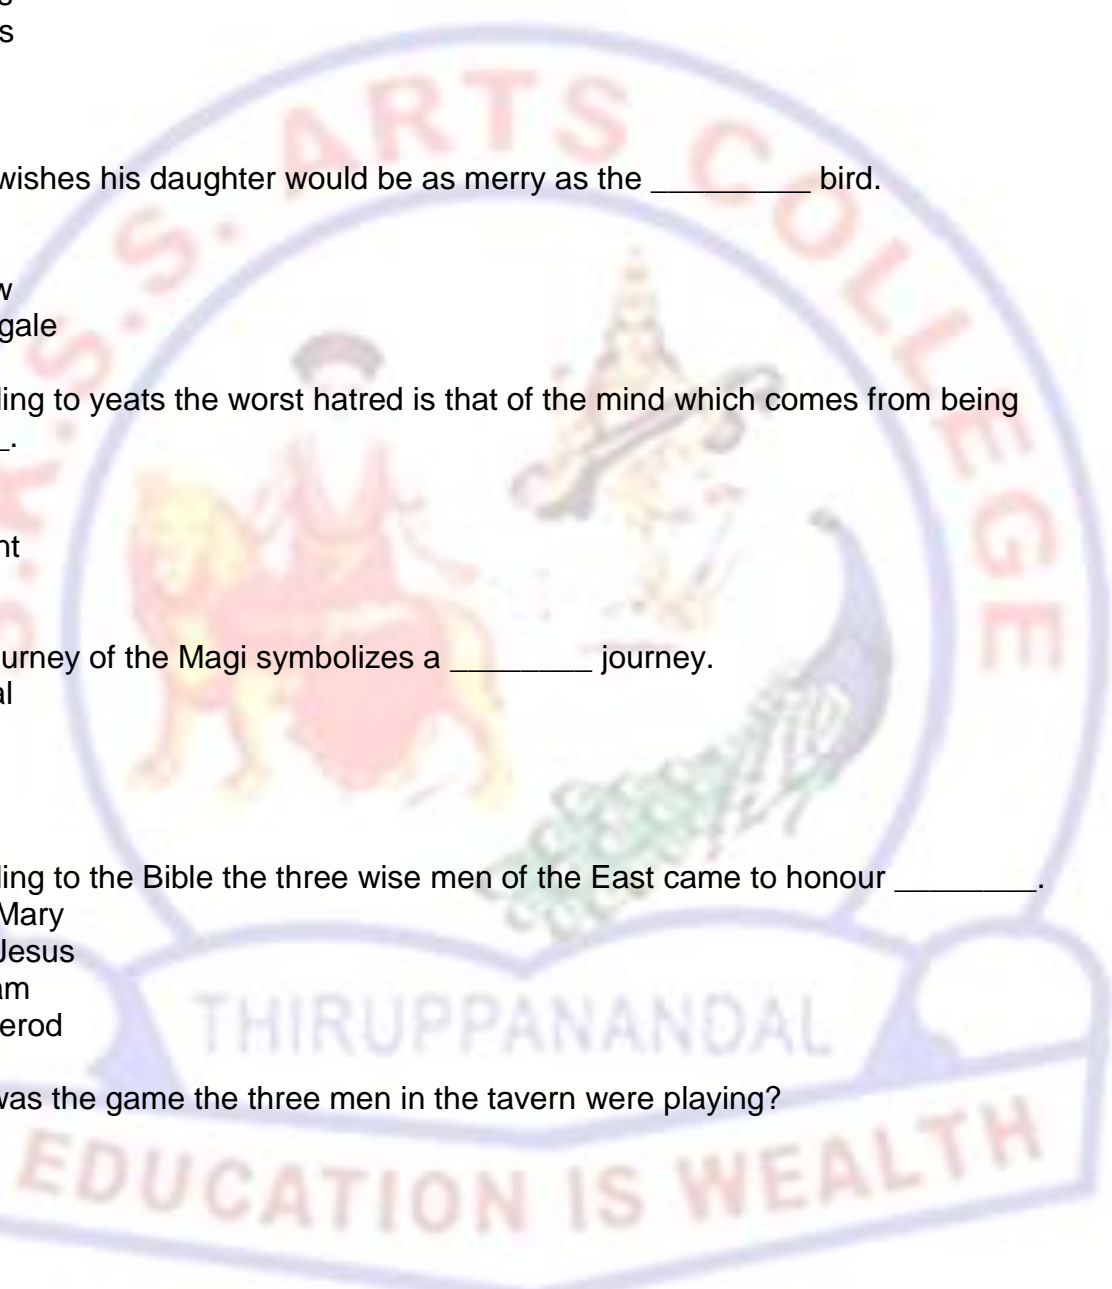 s
s
wishes his daughter would be as merry as the _________ bird.
w
gale
ling to yeats the worst hatred is that of the mind which comes from being
_.
nt
urney of the Magi symbolizes a ________ journey.
al
ling to the Bible the three wise men of the East came to honour ________.
Mary
Jesus
am
erod
was the game the three men in the tavern were playing?
S.S. ARTS COLLEGE
THIRUPPANANDAL
EDUCATION IS WEALTH